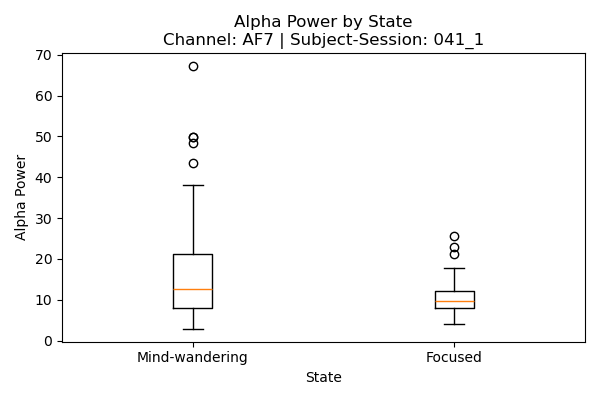 Alpha Power by State
Channel: AF7 | Subject-Session: 041_1
Alpha Power
70
60
50
40
30
20
10
0
Mind-wandering
Focused
State